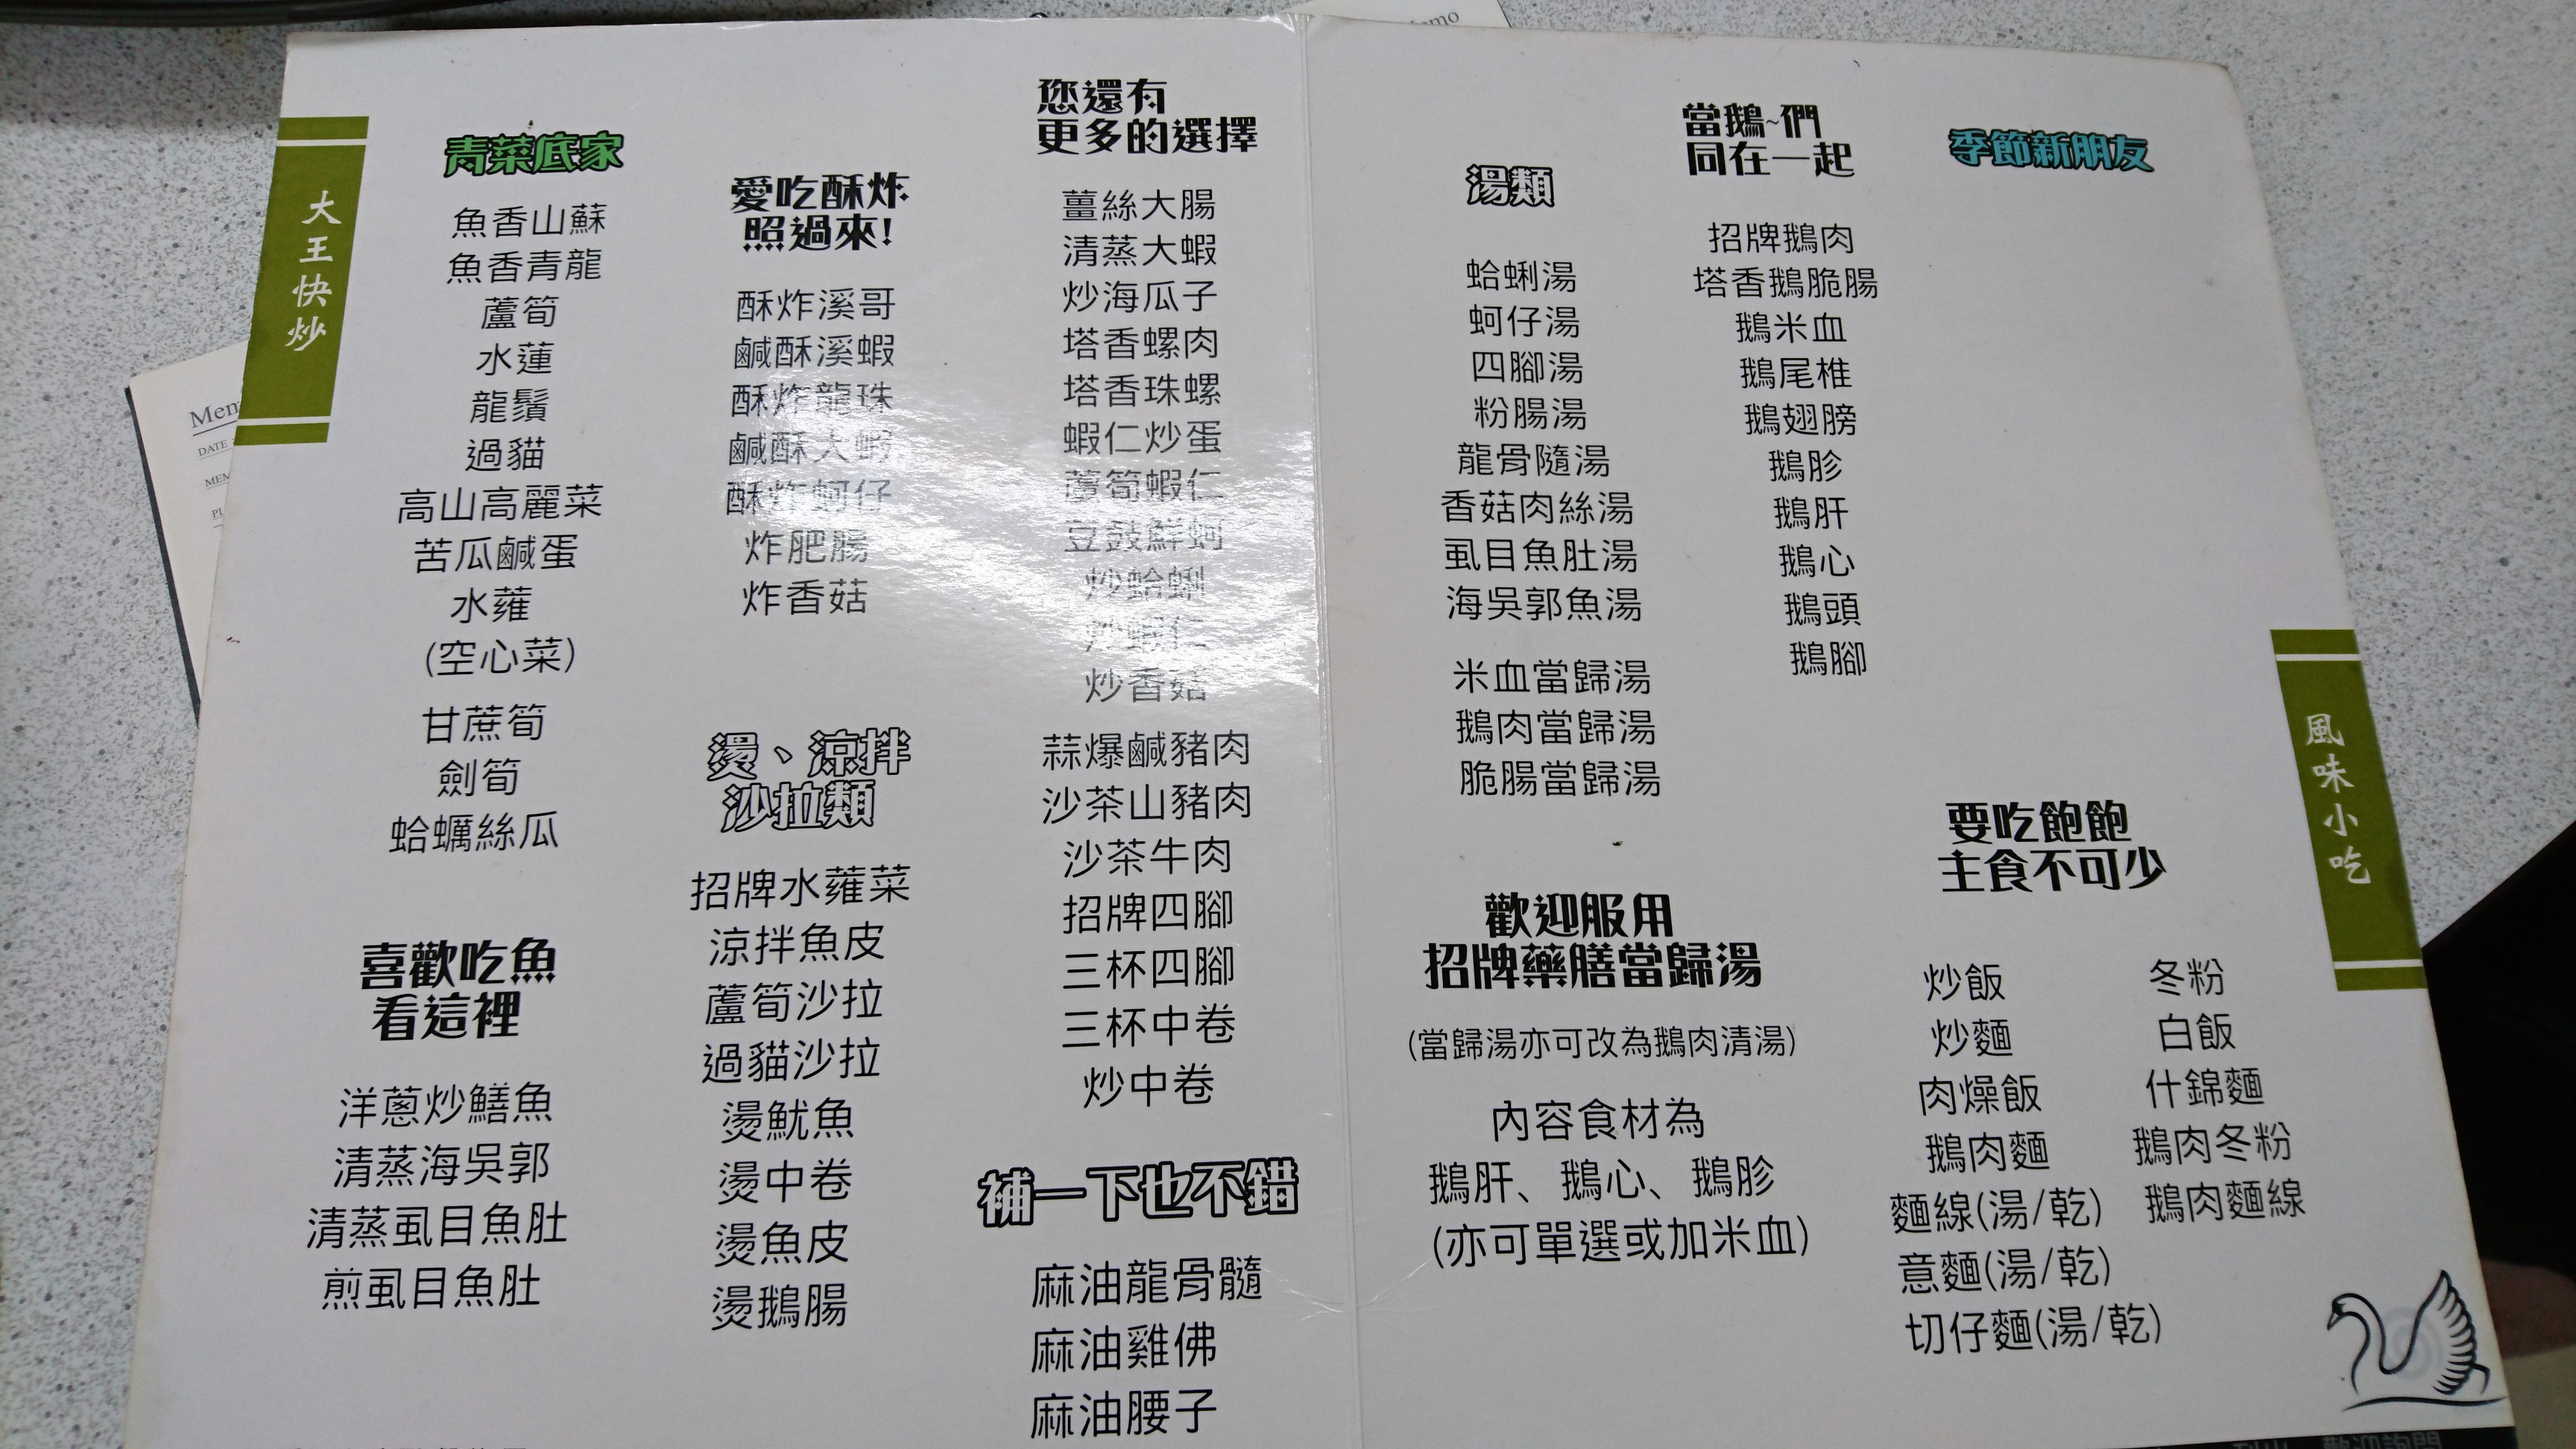 大王快炒
青菜底家
魚香山蘇
魚香青龍
蘆筍
水蓮
龍鬚
過貓
高山高麗菜
苦瓜鹹蛋
水蕹
(空心菜)
甘蔗筍
劍筍
蛤蠣絲瓜
喜歡吃魚
看這裡
洋蔥炒鱔魚
清蒸海吳郭
清蒸虱目魚肚
煎虱目魚肚
愛吃酥炸
照過來!
酥炸溪哥
鹹酥溪蝦
酥炸龍珠
鹹酥大蝦
酥炸蚵仔
炸肥腸
炸香菇
燙、涼拌
沙拉類
招牌水蕹菜
涼拌魚皮
蘆筍沙拉
過貓沙拉
燙魷魚
燙中卷
燙魚皮
燙鵝腸
您還有
更多的選擇
薑絲大腸
清蒸大蝦
炒海瓜子
塔香螺肉
塔香珠螺
蝦仁炒蛋
蘆筍蝦仁
豆鼓鮮蚵
炒蛤蜊
炒蝦仁
炒香菇
蒜爆鹹豬肉
沙茶山豬肉
沙茶牛肉
招牌四腳
三杯四腳
三杯中卷
炒中卷
補一下也不錯
麻油龍骨髓
麻油雞佛
麻油腰子
湯類
蛤蜊湯
蚵仔湯
四腳湯
粉腸湯
龍骨隨湯
香菇肉絲湯
虱目魚肚湯
海吳郭魚湯
米血當歸湯
鵝肉當歸湯
脆腸當歸湯
歡迎服用
招牌藥膳當歸湯
(當歸湯亦可改為鵝肉清湯)
內容食材為
鵝肝、鵝心、鵝胗
(亦可單選或加米血)
當鵝~們
同在一起
招牌鵝肉
塔香鵝脆腸
鵝米血
鵝尾椎
鵝翅膀
鵝胗
鵝肝
鵝心
鵝頭
鵝腳
季節新朋友
要吃飽飽
主食不可少
炒飯
炒麵
肉燥飯
鵝肉麵
麵線(湯/乾)
意麵(湯/乾)
切仔麵(湯/乾)
冬粉
白飯
什錦麵
鵝肉冬粉
鵝肉麵線
風味小吃
DATE